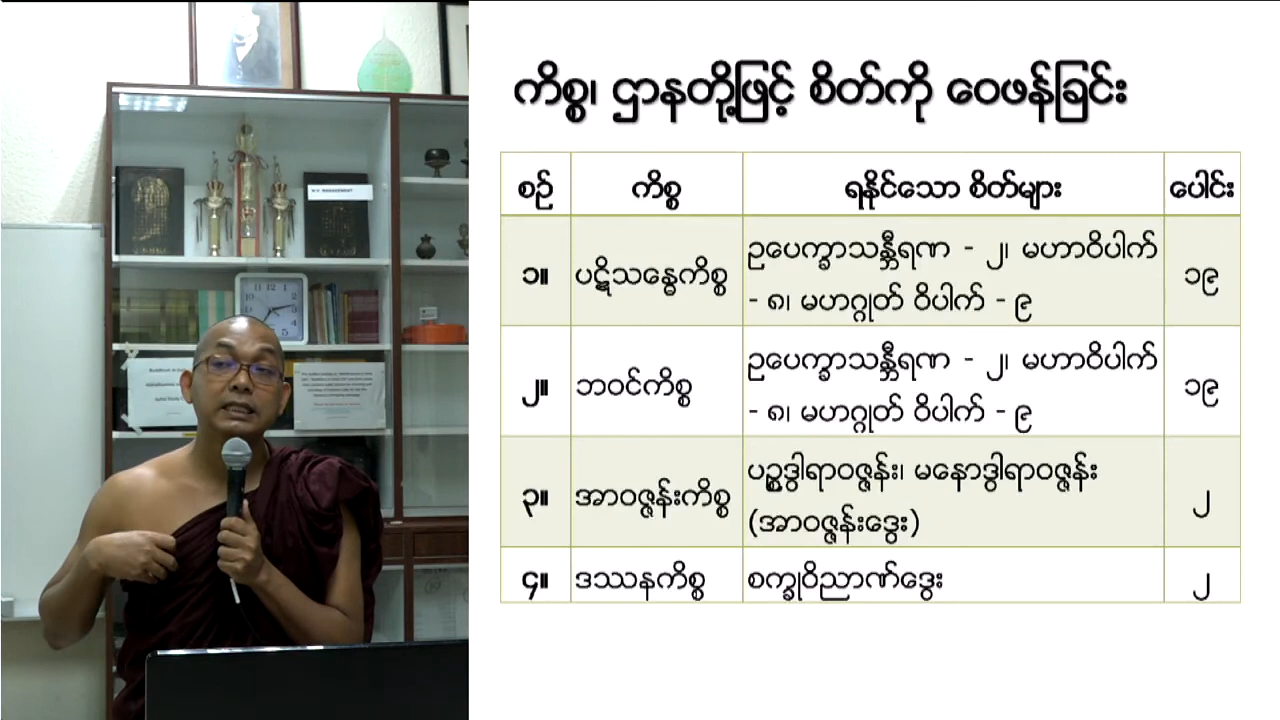 ကိစ္စ၊ ဌာနတို့ဖြင့် စိတ်ကို ဝေဖန်ခြင်း
စဉ် ကိစ္စ ရနိုင်သော စိတ်များ ပေါင်း
၁။ ပဋိသန္ဓေကိစ္စ ဥပေက္ခာသန္တီရဏ - ၂၊ မဟာဝိပါက် ၁၉
- ၈၊ မဟဂ္ဂုတ် ဝိပါက် - ၉
၂။ ဘဝင်ကိစ္စ ဥပေက္ခာသန္တီရဏ - ၂၊ မဟာဝိပါက် ၁၉
- ၈၊ မဟဂ္ဂုတ် ဝိပါက် - ၉
၃။ အာဝဇ္ဇန်းကိစ္စ ပဉ္စဒွါရာဝဇ္ဇန်း၊ မနောဒွါရာဝဇ္ဇန်း ၂
(အာဝဇ္ဇန်းဒွေး)
၄။ ဒဿနကိစ္စ စက္ခုဝိညာဏ်ဒွေး ၂